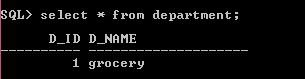 SQL> select * from department;
D_ID D_NAME
---------- --------------------
1 grocery